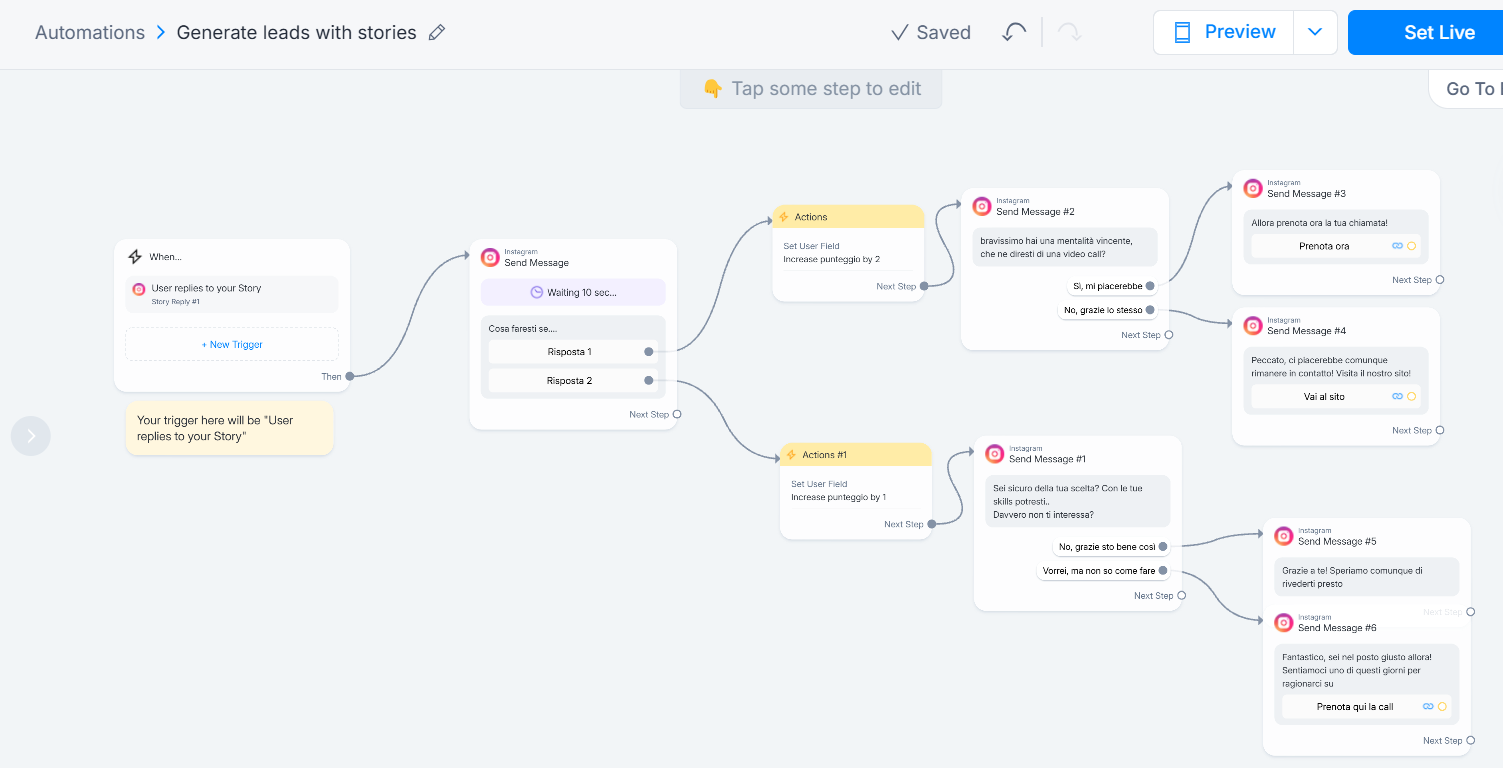 Automations
Generate leads with stories
Saved
Preview
Set Live
👇 Tap some step to edit
Go To
When...
User replies to your Story
Story Reply #1
+ New Trigger
Then
Your trigger here will be "User
replies to your Story"
Instagram
Send Message
Waiting 10 sec...
Cosa faresti se....
Risposta 1
Risposta 2
Next Step
Actions
Set User Field
Increase punteggio by 2
Next Step
Instagram
Send Message #2
bravissimo hai una mentalità vincente,
che ne diresti di una video call?
Sì, mi piacerebbe
No, grazie lo stesso
Next Step
Instagram
Send Message #3
Allora prenota ora la tua chiamata!
Prenota ora
Next Step
Instagram
Send Message #4
Peccato, ci piacerebbe comunque
rimanere in contatto! Visita il nostro sito!
Vai al sito
Next Step
Actions #1
Set User Field
Increase punteggio by 1
Next Step
Instagram
Send Message #1
Sei sicuro della tua scelta? Con le tue
skills potresti..
Davvero non ti interessa?
No, grazie sto bene così
Vorrei, ma non so come fare
Next Step
Instagram
Send Message #5
Grazie a te! Speriamo comunque di
rivederti presto
Next Step
Instagram
Send Message #6
Fantastico, sei nel posto giusto allora!
Sentiamoci uno di questi giorni per
ragionarci su
Prenota qui la call
Next Step